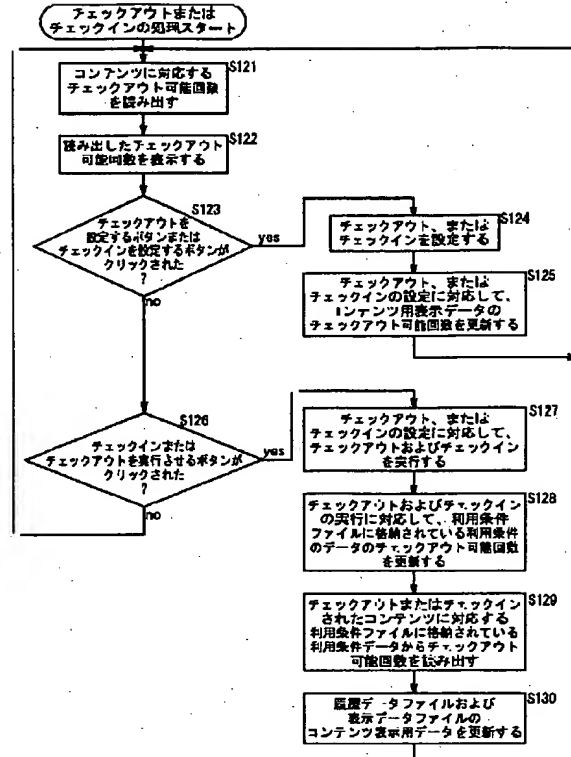 チェックアウトまたは
チェックインの処理スタート
S121
コンテンツに対応する
チェックアウト可能回数
を読み出す
S122
読み出したチェックアウト
可能回数を表示する
S123
チェックアウトを
設定するボタンまたは
チェックインを設定するボタンが
クリックされた
?
yes
no
S124
チェックアウト、または
チェックインを設定する
S125
チェックアウト、または
チェックインの設定に対応して、
コンテンツ用表示データの
チェックアウト可能回数を更新する
S126
チェックインまたは
チェックアウトを実行させるボタンが
クリックされた
?
yes
no
S127
チェックアウト、または
チェックインの設定に対応して、
チェックアウトおよびチェックイン
を実行する
S128
チェックアウトおよびチェックイン
の実行に対応して、利用条件
ファイルに格納されている利用条件
のデータのチェックアウト可能回数
を更新する
S129
チェックアウトまたはチェックイン
されたコンテンツに対応する
利用条件ファイルに格納されている
利用条件データからチェックアウト
可能回数を読み出す
S130
履歴データファイルおよび
表示データファイルの
コンテンツ表示用データを更新する